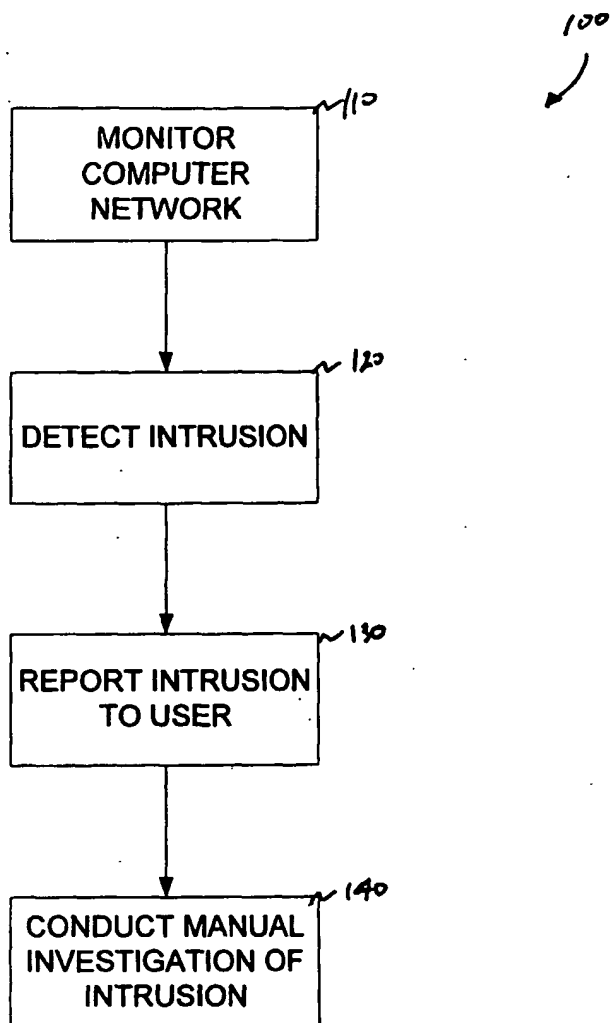 100
110
MONITOR
COMPUTER
NETWORK
120
DETECT INTRUSION
130
REPORT INTRUSION
TO USER
140
CONDUCT MANUAL
INVESTIGATION OF
INTRUSION